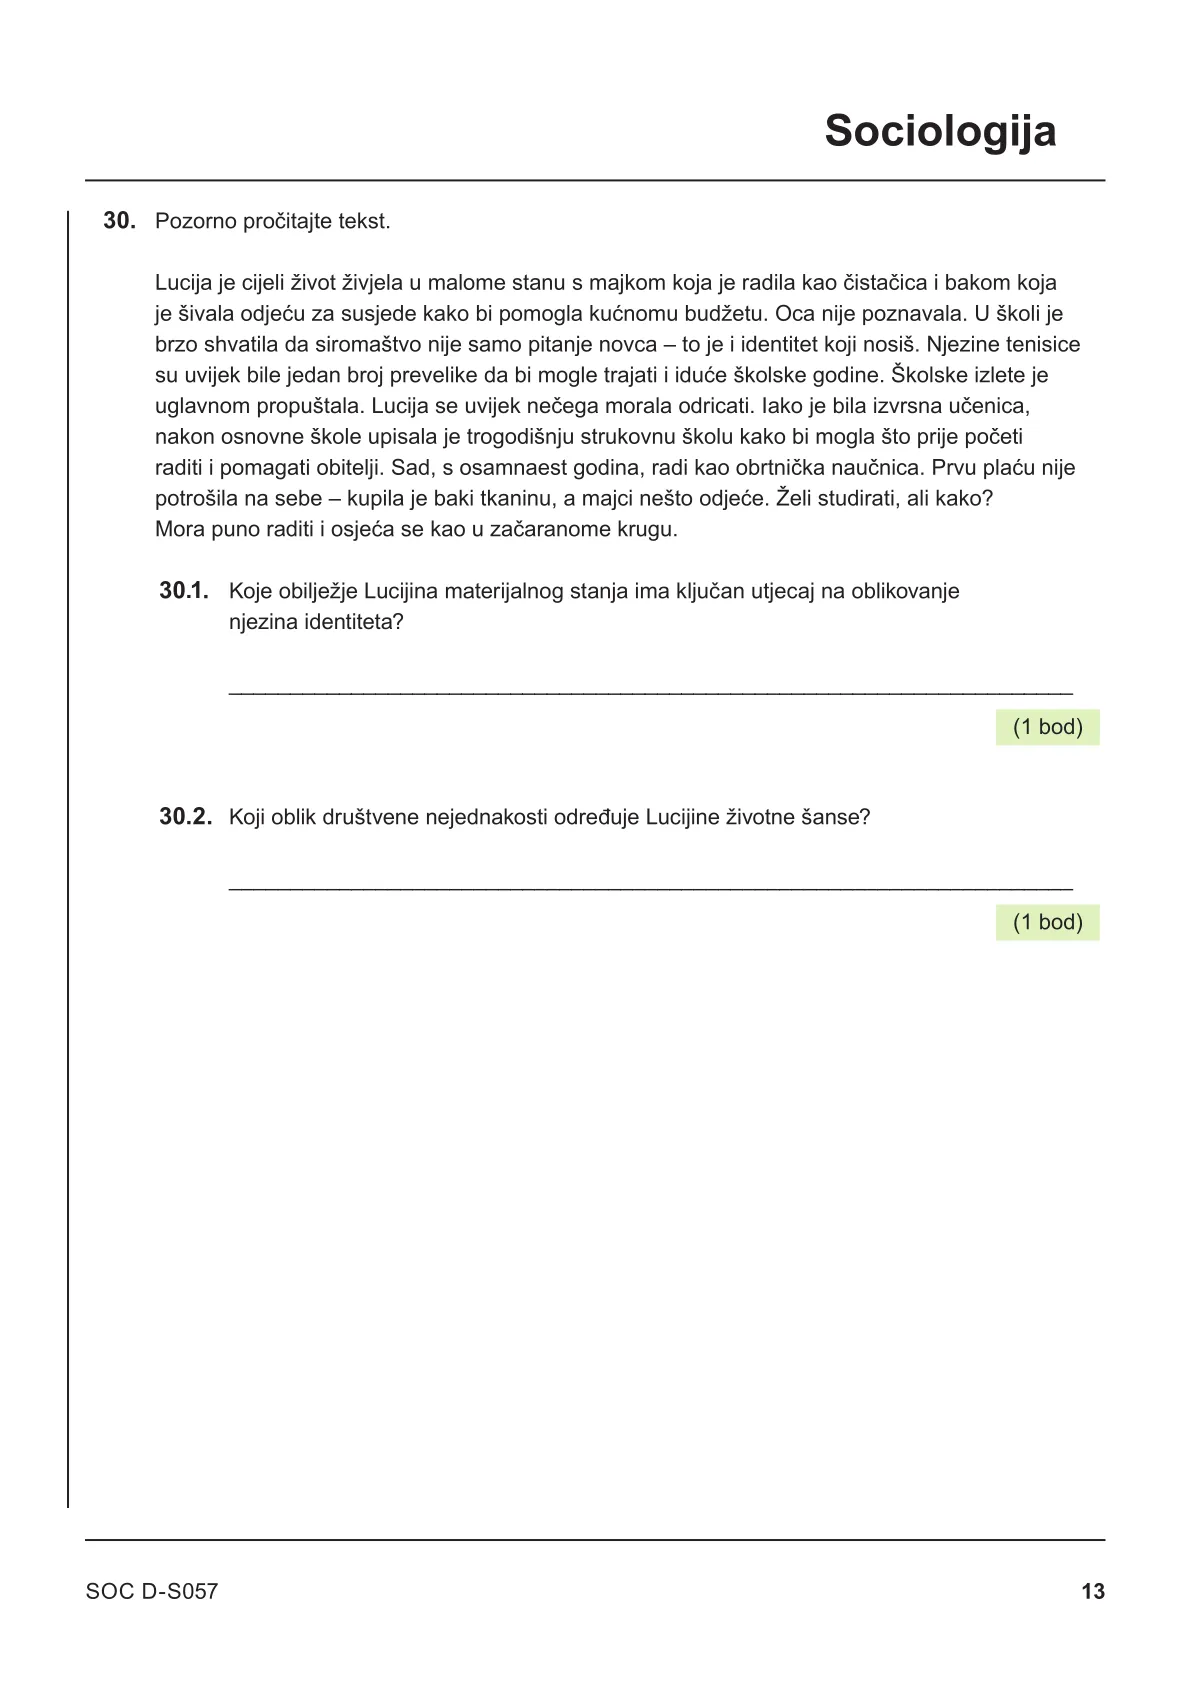 Sociologija
30. Pozorno pročitajte tekst.
Lucija je cijeli život živjela u malome stanu s majkom koja je radila kao čistačica i bakom koja
je šivala odjeću za susjede kako bi pomogla kućnomu budžetu. Oca nije poznavala. U školi je
brzo shvatila da siromaštvo nije samo pitanje novca – to je i identitet koji nosiš. Njezine tenisice
su uvijek bile jedan broj prevelike da bi mogle trajati i iduće školske godine. Školske izlete je
uglavnom propuštala. Lucija se uvijek nečega morala odricati. Iako je bila izvrsna učenica,
nakon osnovne škole upisala je trogodišnju strukovnu školu kako bi mogla što prije početi
raditi i pomagati obitelji. Sad, s osamnaest godina, radi kao obrtnička naučnica. Prvu plaću nije
potrošila na sebe – kupila je baki tkaninu, a majci nešto odjeće. Želi studirati, ali kako?
Mora puno raditi i osjeća se kao u začaranome krugu.
30.1. Koje obilježje Lucijina materijalnog stanja ima ključan utjecaj na oblikovanje
njezina identiteta?
(1 bod)
30.2. Koji oblik društvene nejednakosti određuje Lucijine životne šanse?
(1 bod)
SOC D-S057
13